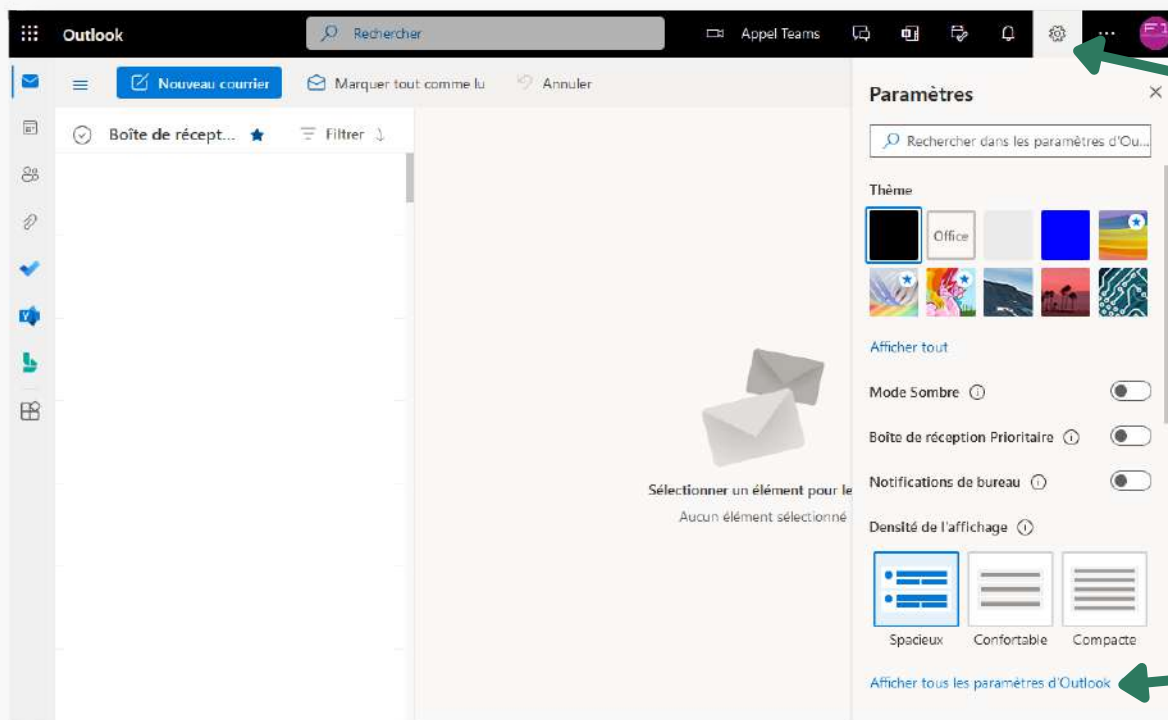 Outlook
Rechercher
Appel Teams
Nouveau courrier
Marquer tout comme lu
Annuler
Boîte de récept...
Filtrer
Sélectionner un élément pour le
Aucun élément sélectionné
Paramètres
Rechercher dans les paramètres d'Ou...
Thème
Office
Afficher tout
Mode Sombre
Boîte de réception Prioritaire
Notifications de bureau
Densité de l'affichage
Spacieux
Confortable
Compacte
Afficher tous les paramètres d'Outlook